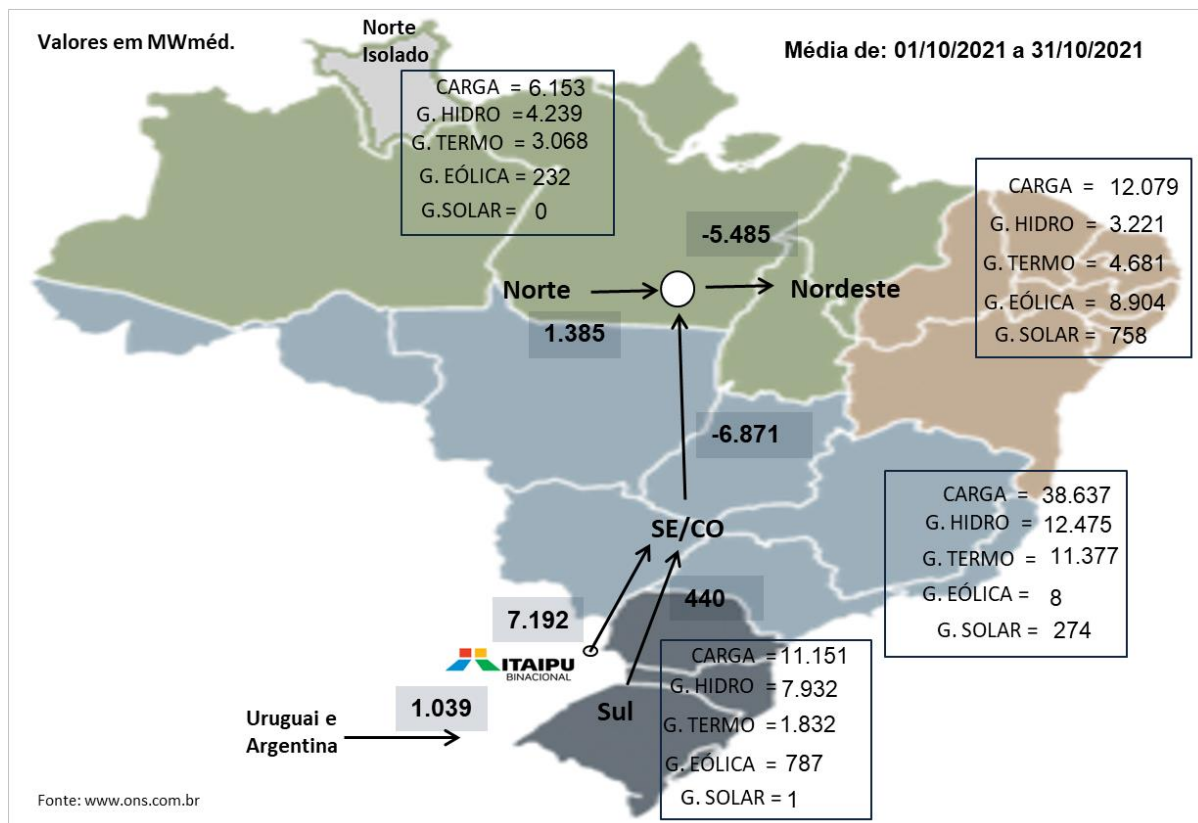 Valores em MWméd.
Norte
Isolado
Média de: 01/10/2021 a 31/10/2021
CARGA = 6.153
G. HIDRO =4.239
G. TERMO = 3.068
G. EÓLICA = 232
G.SOLAR = 0
CARGA = 12.079
G. HIDRO = 3.221
G. TERMO = 4.681
G. EÓLICA = 8.904
G. SOLAR = 758
-5.485
Norte
Nordeste
1.385
-6.871
CARGA = 38.637
G. HIDRO = 12.475
G. TERMO = 11.377
G. EÓLICA = 8
G. SOLAR = 274
SE/CO
440
7.192
ITAIPU
BINACIONAL
CARGA =11.151
G. HIDRO =7.932
G. TERMO =1.832
G. EÓLICA = 787
G. SOLAR = 1
Sul
1.039
Uruguai e
Argentina
Fonte: www.ons.com.br